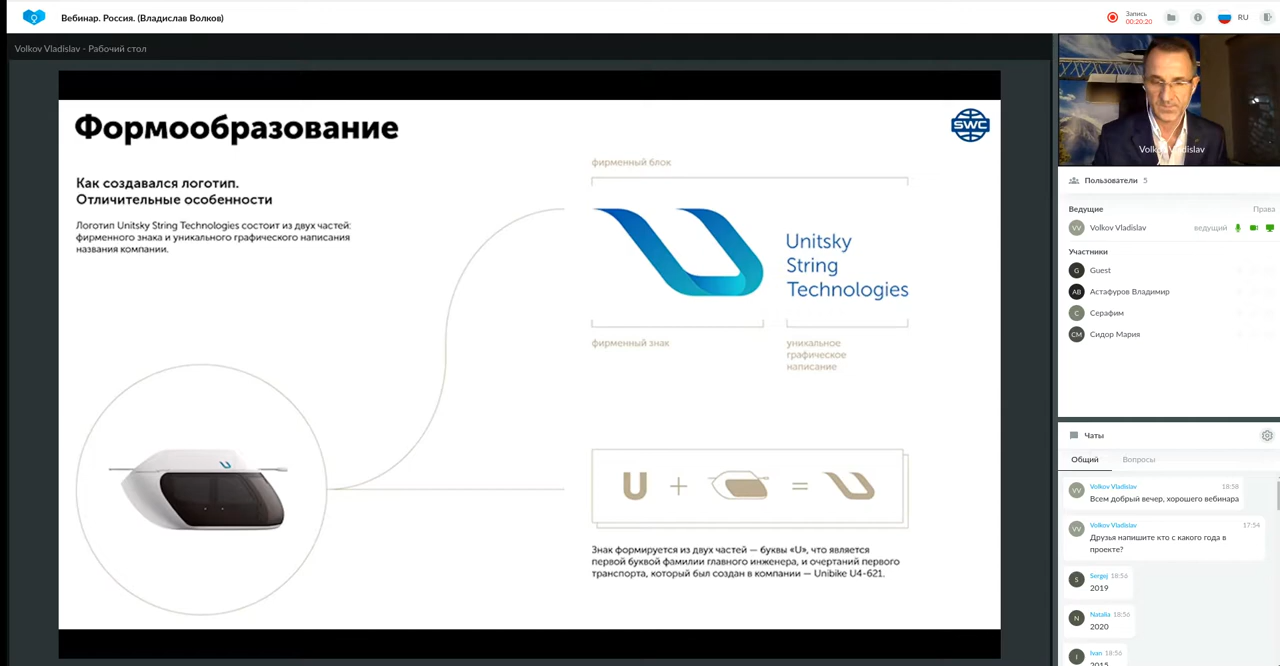 Вебинар. Россия. (Владислав Волков)
Запись
00:20:20
RU
Volkov Vladislav - Рабочий стол
Формообразование
SWC
Как создавался логотип.
Отличительные особенности
Логотип Unitsky String Technologies состоит из двух частей:
фирменного знака и уникального графического написания
названия компании.
фирменный блок
Unitsky
String
Technologies
фирменный знак
уникальное
графическое
написание
U + =
Знак формируется из двух частей — буквы «U», что является
первой буквой фамилии главного инженера, и очертаний первого
транспорта, который был создан в компании — Unibike U4-621.
Volkov Vladislav
Пользователи 5
Ведущие Права
VV Volkov Vladislav ведущий
Участники
G Guest
АВ Астафуров Владимир
С Серафим
СМ Сидор Мария
Чаты
Общий Вопросы
VV Volkov Vladislav 18:58
Всем добрый вечер, хорошего вебинара
VV Volkov Vladislav 17:54
Друзья напишите кто с какого года в
проекте?
S Sergej 18:56
2019
N Natalia 18:56
2020
I Ivan 18:56
2015